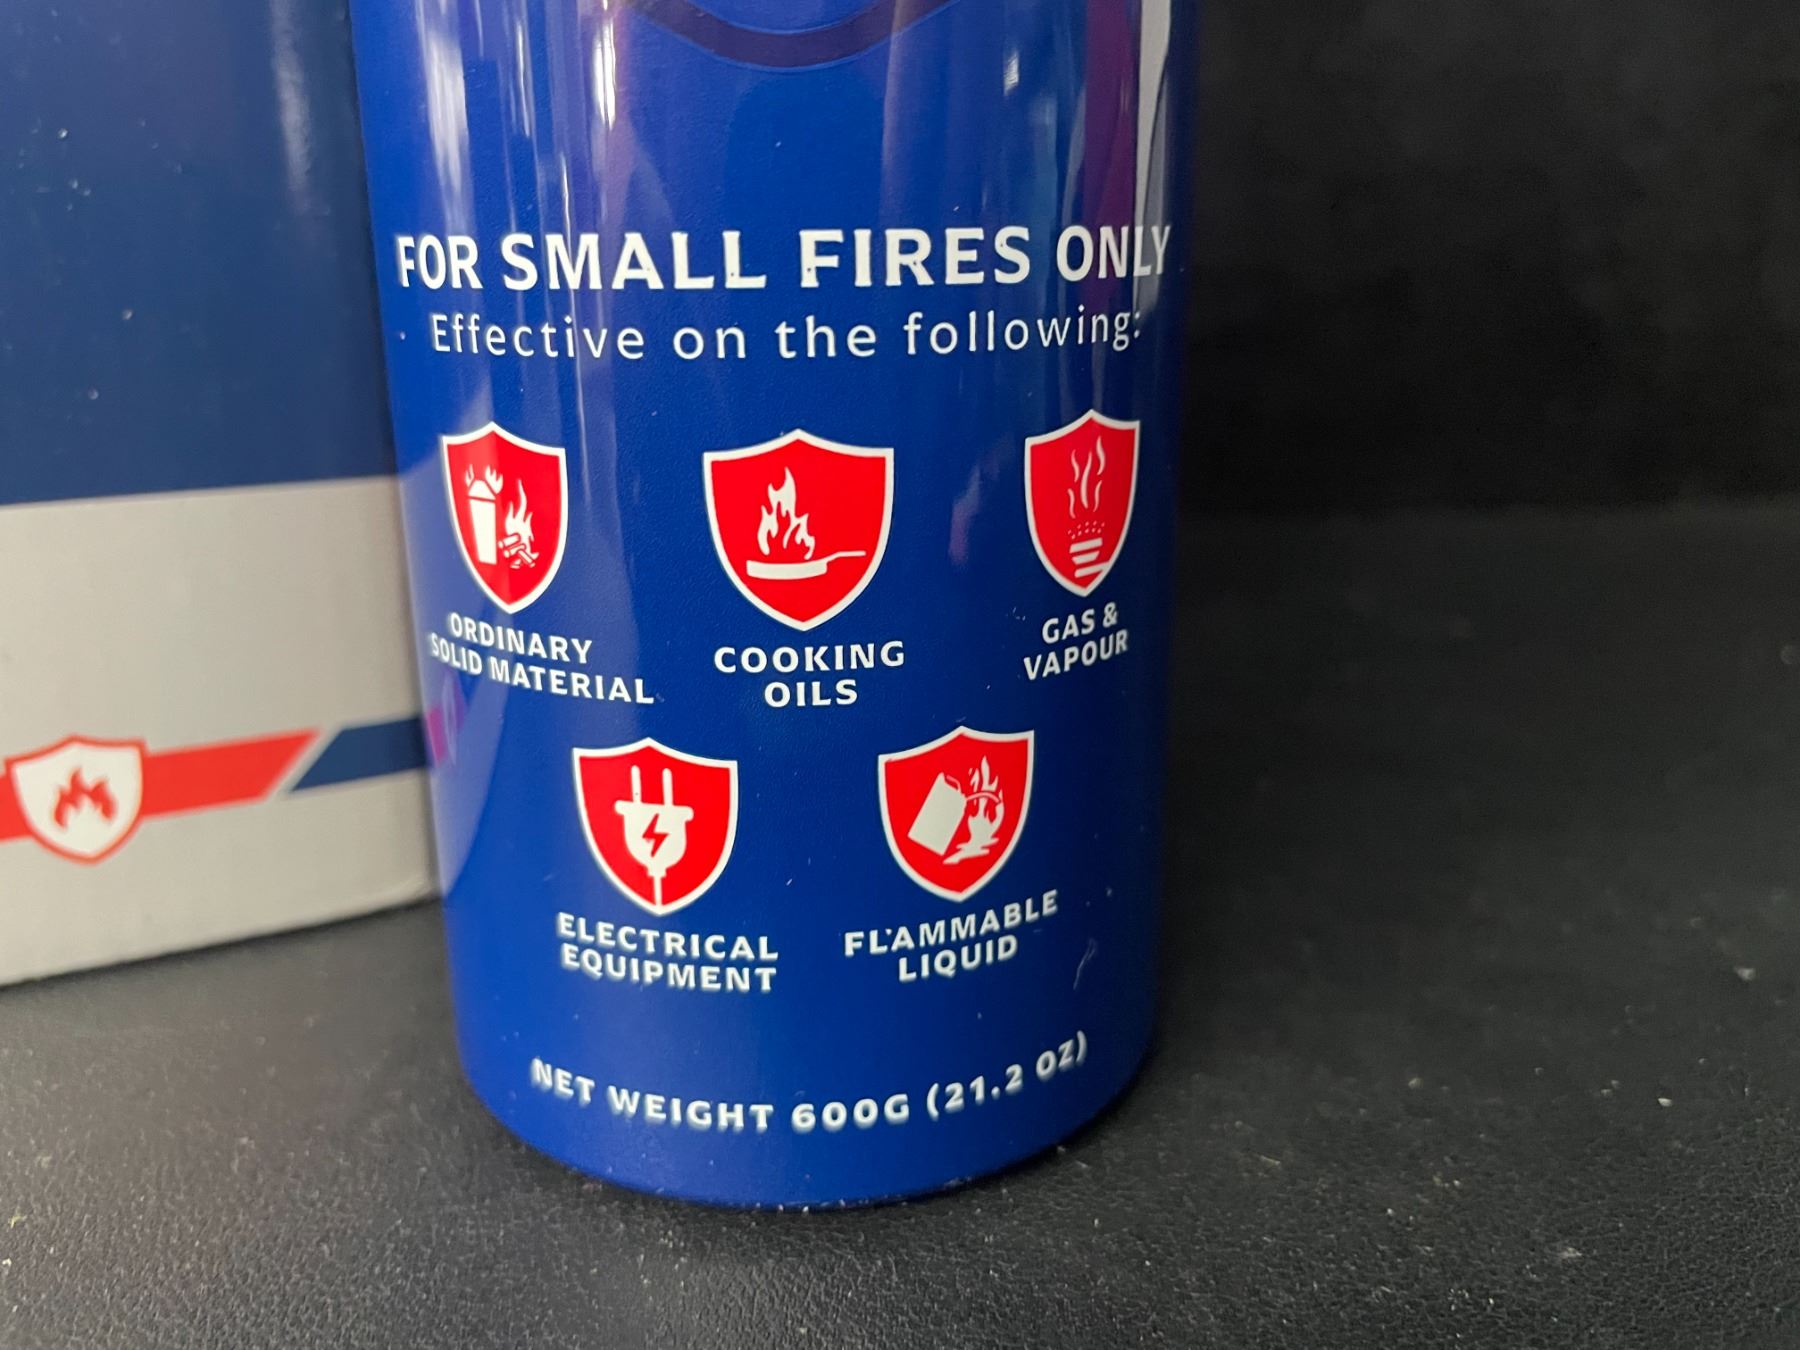 FOR SMALL FIRES ONLY
Effective on the following:
ORDINARY
SOLID MATERIAL
COOKING
OILS
GAS &
VAPOUR
ELECTRICAL
EQUIPMENT
FLAMMABLE
LIQUID
NET WEIGHT 600G (21.2 OZ)